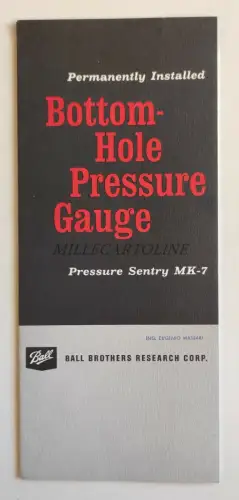 Permanently Installed
Bottom-
Hole
Pressure
Gauge
MILLECARTOLINE
Pressure Sentry MK-7
Ball
BALL BROTHERS RESEARCH CORP.